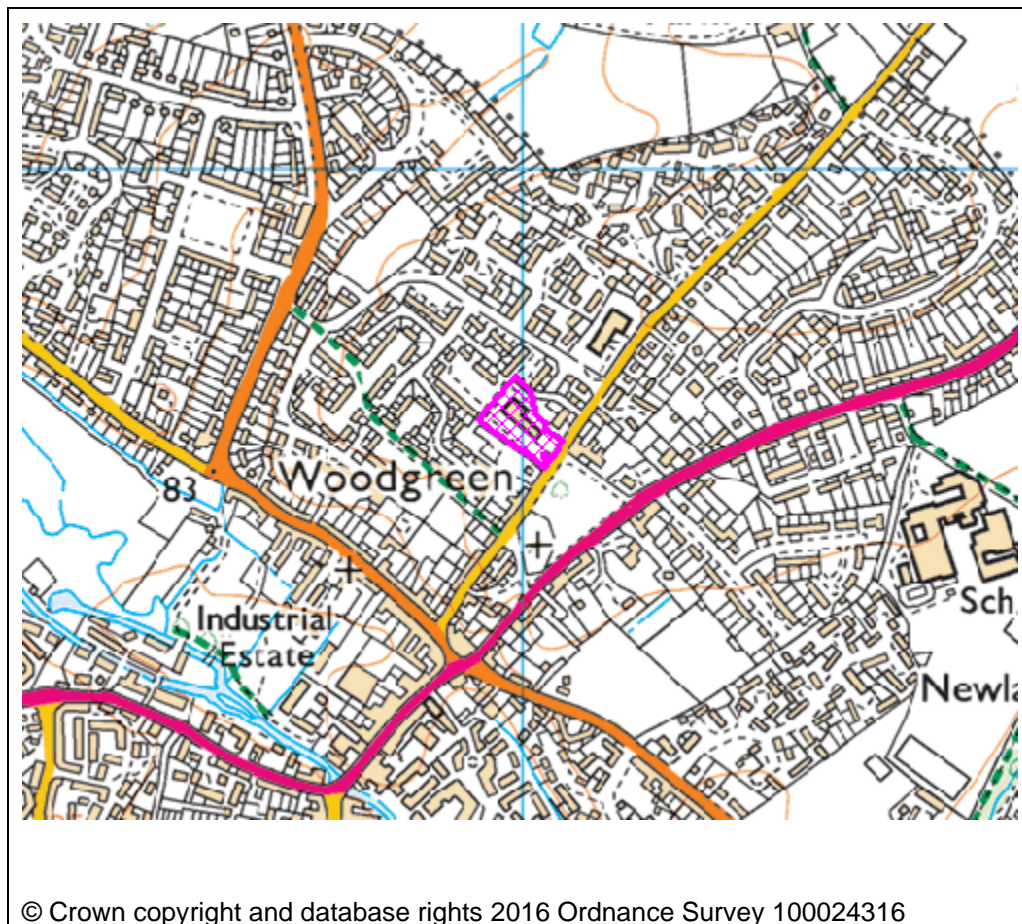 Woodgreen
83
Industrial
Estate
Sch
Newla
© Crown copyright and database rights 2016 Ordnance Survey 100024316